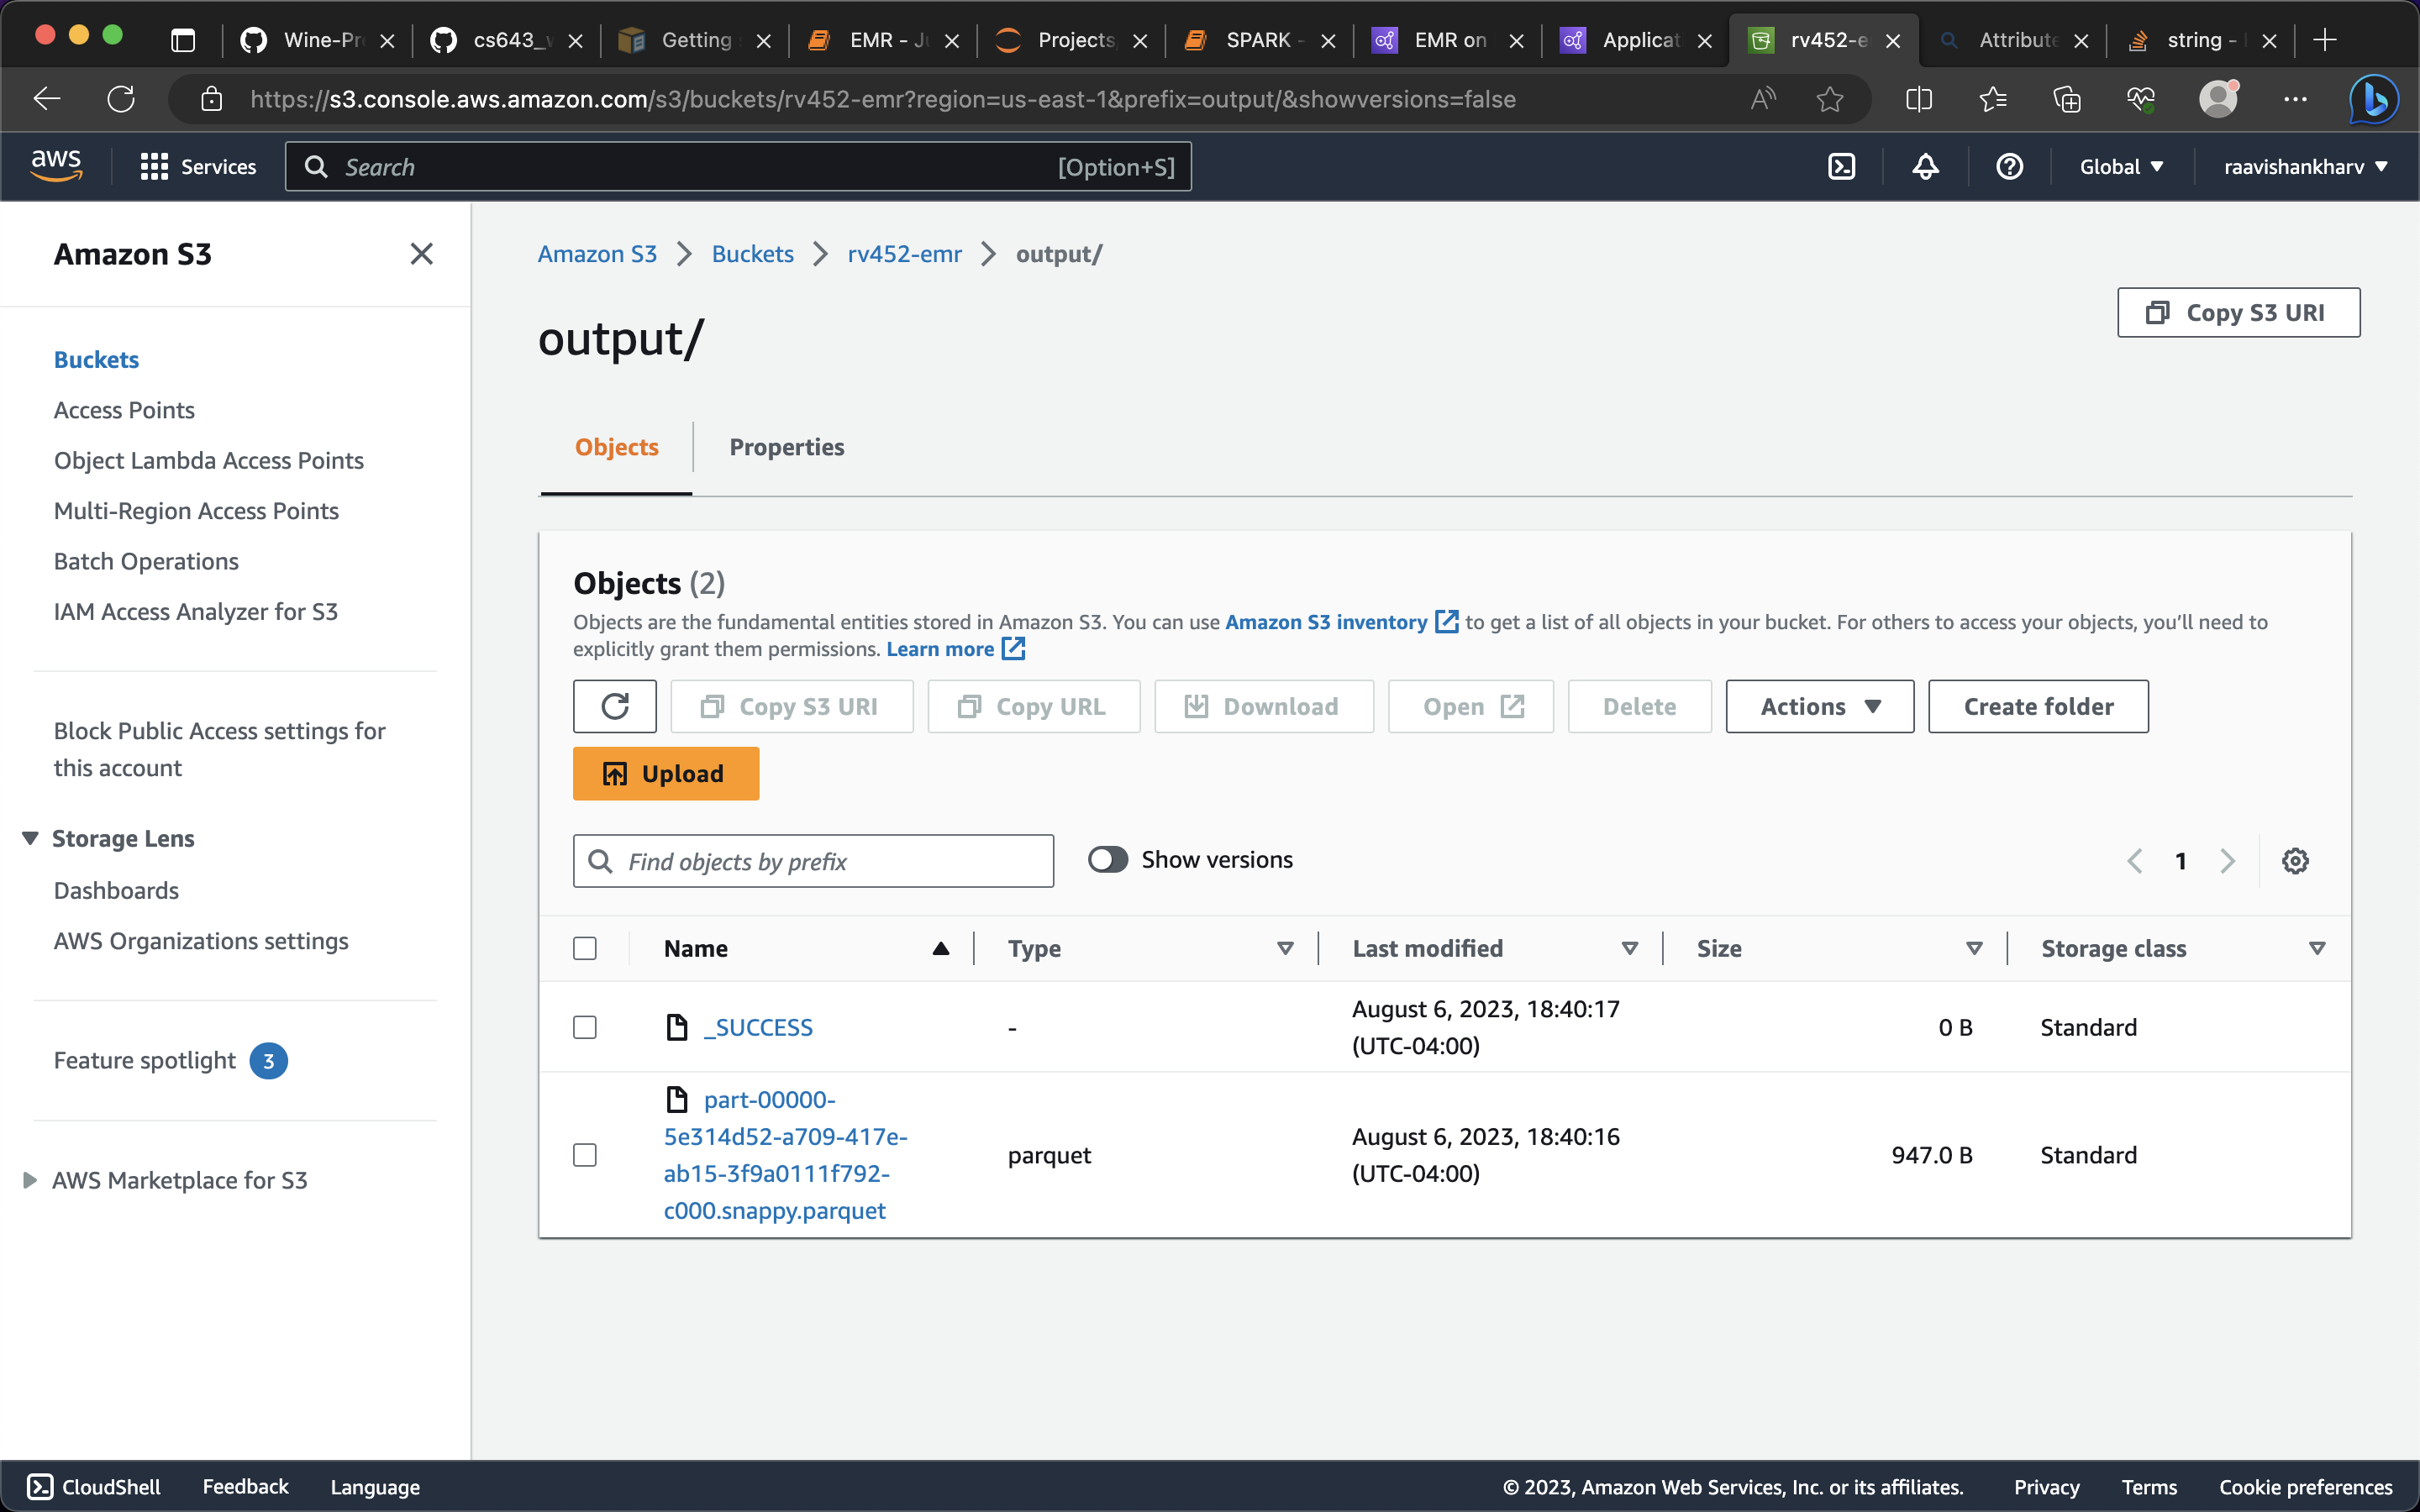 Wine-Pr
cs643_w
Getting
EMR - Ju
Projects
SPARK -
EMR on
Applicat
rv452-e
Attribute
string -
https://s3.console.aws.amazon.com/s3/buckets/rv452-emr?region=us-east-1&prefix=output/&showversions=false
aws
Services
Search
[Option+S]
Global
raavishankharv
Amazon S3
Buckets
Access Points
Object Lambda Access Points
Multi-Region Access Points
Batch Operations
IAM Access Analyzer for S3
Block Public Access settings for
this account
Storage Lens
Dashboards
AWS Organizations settings
Feature spotlight 3
AWS Marketplace for S3
Amazon S3 > Buckets > rv452-emr > output/
output/
Copy S3 URI
Objects
Properties
Objects (2)
Objects are the fundamental entities stored in Amazon S3. You can use Amazon S3 inventory to get a list of all objects in your bucket. For others to access your objects, you’ll need to
explicitly grant them permissions. Learn more
Copy S3 URI
Copy URL
Download
Open
Delete
Actions
Create folder
Upload
Find objects by prefix
Show versions
1
Name
Type
Last modified
Size
Storage class
_SUCCESS
-
August 6, 2023, 18:40:17
(UTC-04:00)
0 B
Standard
part-00000-
5e314d52-a709-417e-
ab15-3f9a0111f792-
c000.snappy.parquet
parquet
August 6, 2023, 18:40:16
(UTC-04:00)
947.0 B
Standard
CloudShell
Feedback
Language
© 2023, Amazon Web Services, Inc. or its affiliates.
Privacy
Terms
Cookie preferences